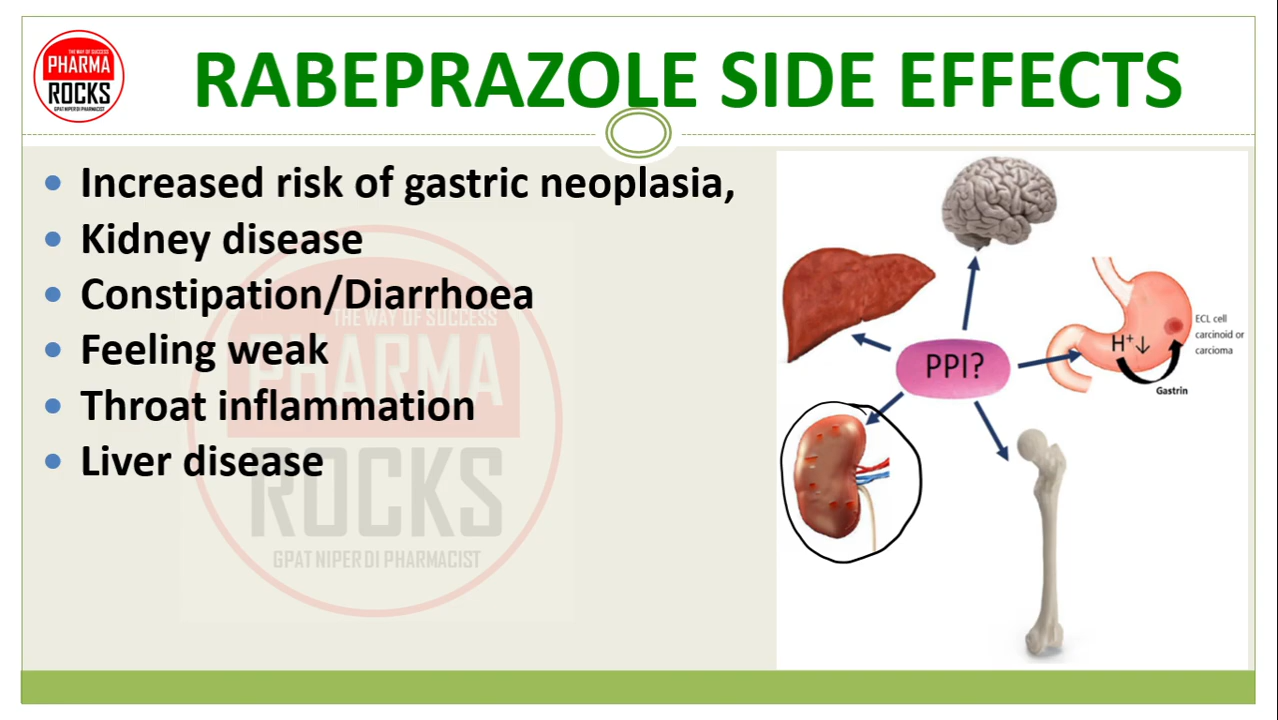 THE WAY OF SUCCESS
PHARMA
ROCKS
GPAT NIPER DI PHARMACIST
RABEPRAZOLE SIDE EFFECTS
• Increased risk of gastric neoplasia,
• Kidney disease
• Constipation/Diarrhoea
• Feeling weak
• Throat inflammation
• Liver disease
THE WAY OF SUCCESS
PHARMA
ROCKS
GPAT NIPER DI PHARMACIST
PPI?
H⁺↓
ECL cell
carcinoid or
carcioma
Gastrin